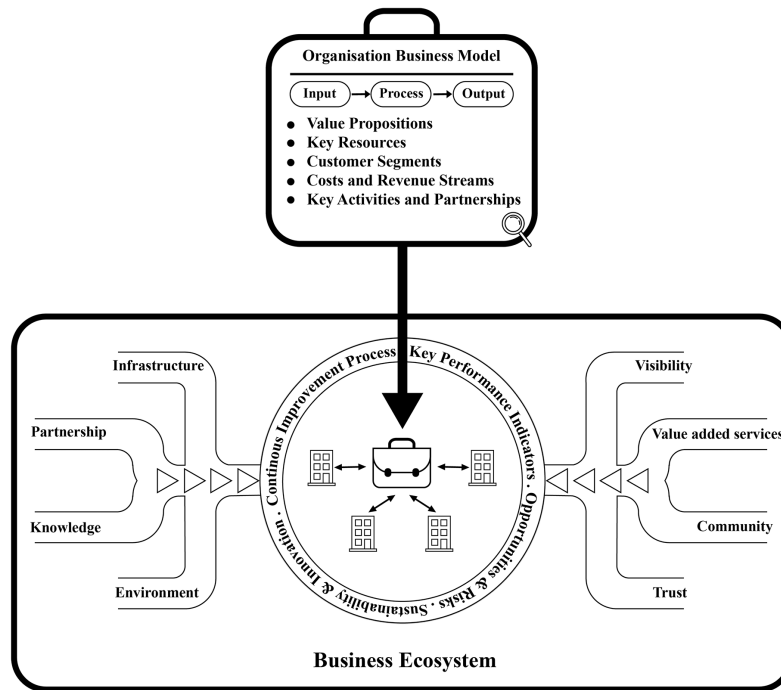 Organisation Business Model
Input
Process
Output
Value Propositions
Key Resources
Customer Segments
Costs and Revenue Streams
Key Activities and Partnerships
Infrastructure
Partnership
Knowledge
Environment
Continous Improvement Process . Key Performance Indicators . Opportunities & Risks . Sustainability & Innovation .
Visibility
Value added services
Community
Trust
Business Ecosystem